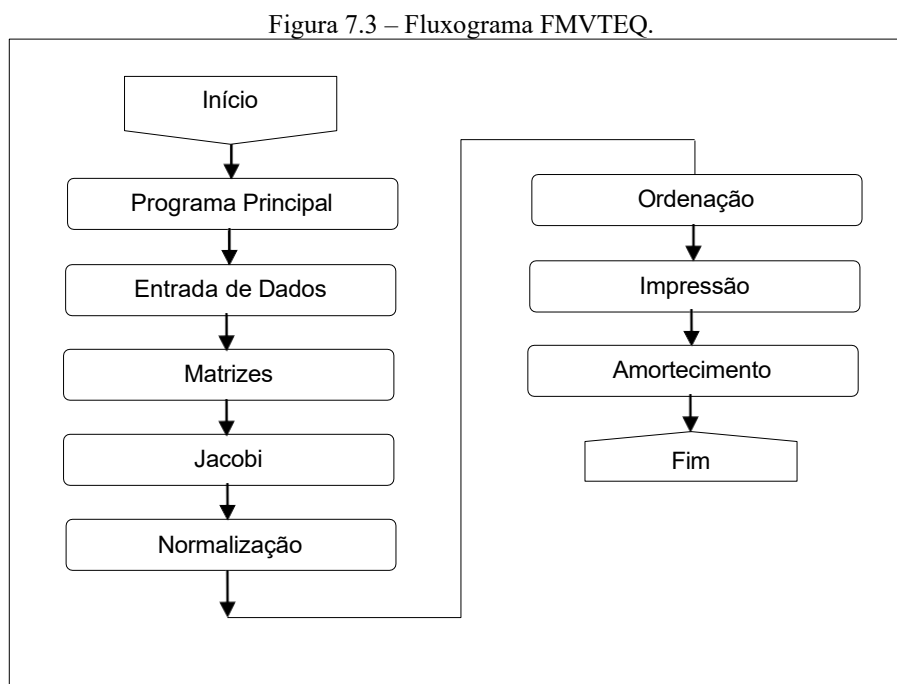 Figura 7.3 – Fluxograma FMVTEQ.
Início
Programa Principal
Entrada de Dados
Matrizes
Jacobi
Normalização
Ordenação
Impressão
Amortecimento
Fim